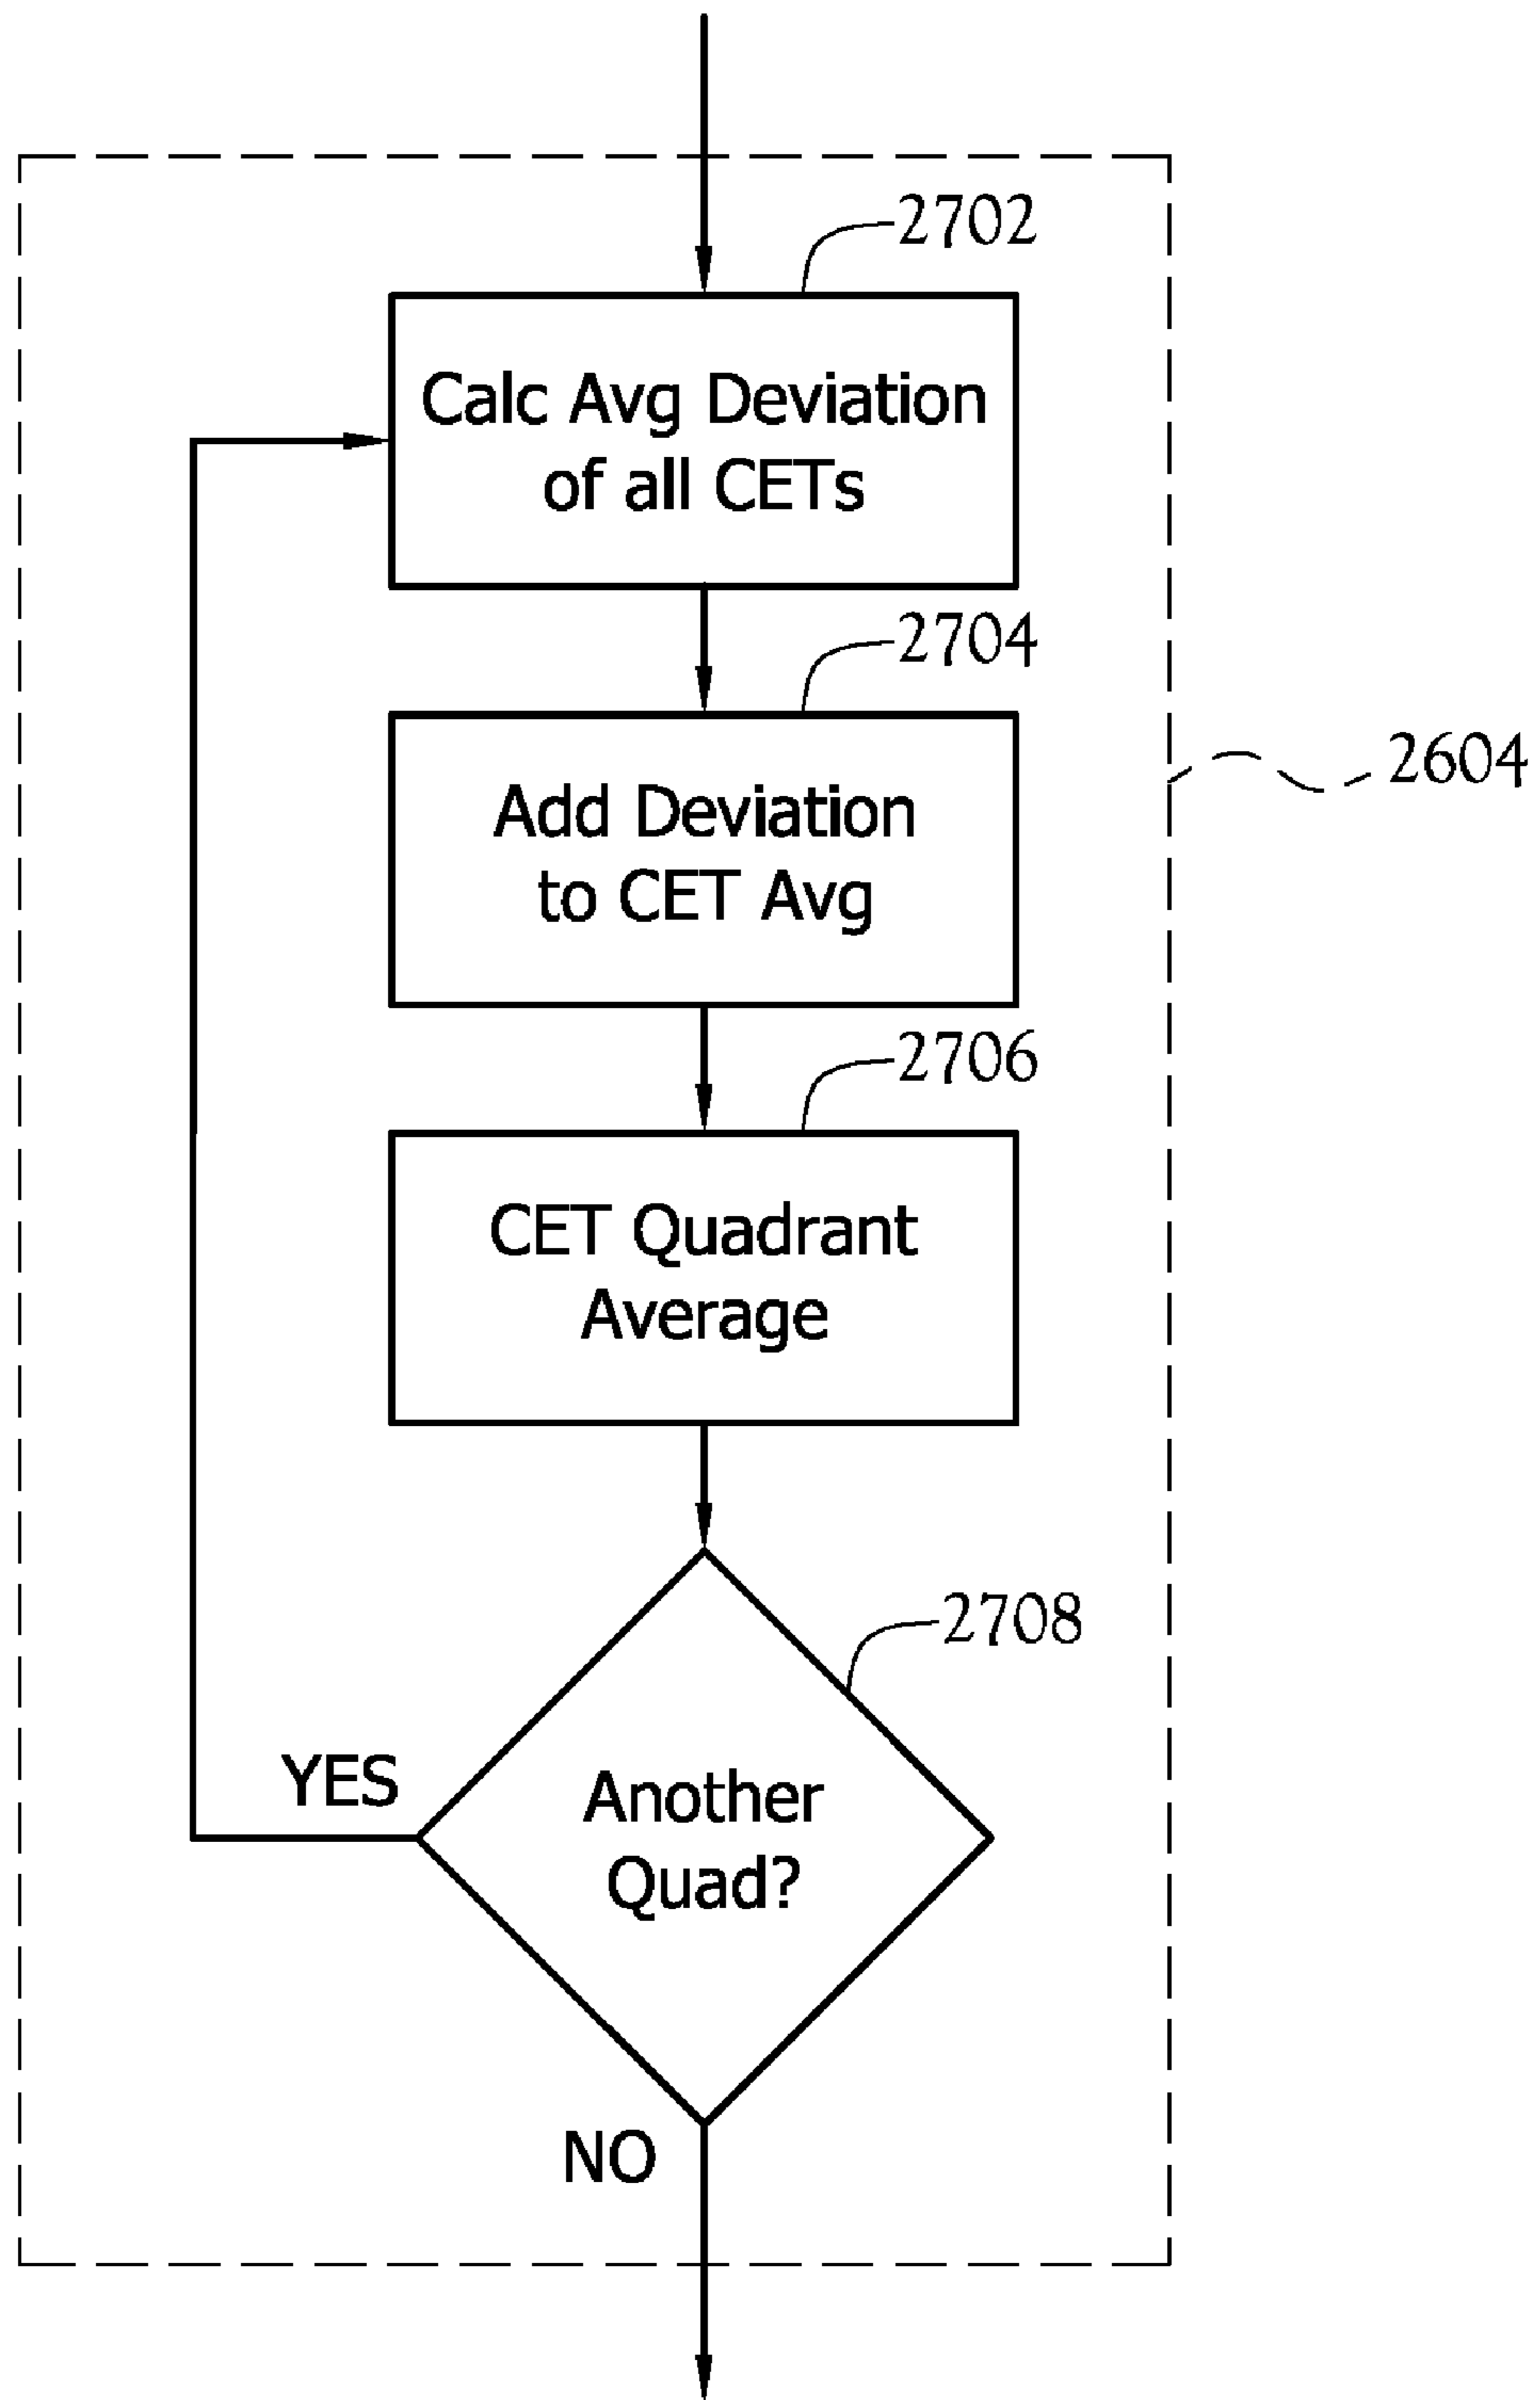 2702
Calc Avg Deviation
of all CETs
2704
Add Deviation
to CET Avg
2604
2706
CET Quadrant
Average
2708
YES
Another
Quad?
NO